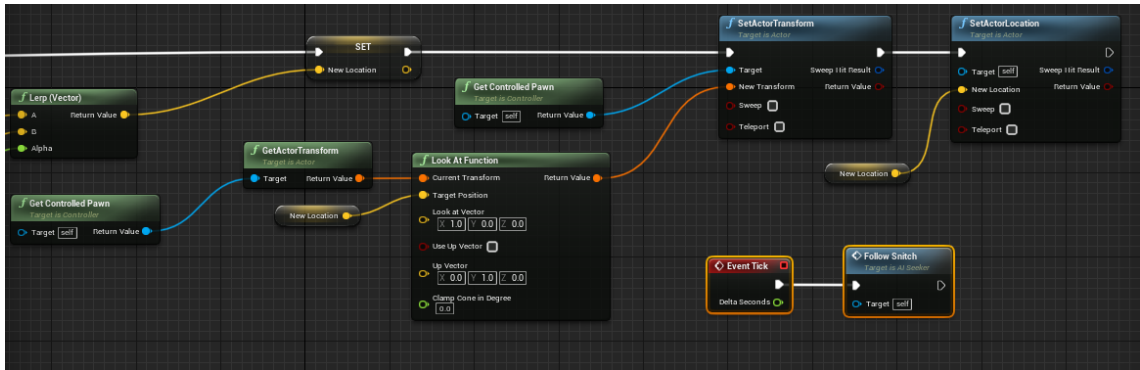 SET
New Location
f Lerp (Vector)
A Return Value
B
Alpha
f Get Controlled Pawn
Target is Controller
Target self Return Value
f GetActorTransform
Target is Actor
Target Return Value
New Location
f Look At Function
Current Transform Return Value
Target Position
Look at Vector
X 1.0 Y 0.0 Z 0.0
Use Up Vector
Up Vector
X 0.0 Y 1.0 Z 0.0
Clamp Cone in Degree
0.0
f Get Controlled Pawn
Target is Controller
Target self Return Value
f SetActorTransform
Target is Actor
Target Sweep Hit Result
New Transform Return Value
Sweep
Teleport
f SetActorLocation
Target is Actor
Target self Sweep Hit Result
New Location Return Value
Sweep
Teleport
New Location
Event Tick
Delta Seconds
Follow Snitch
Target is AI Seeker
Target self